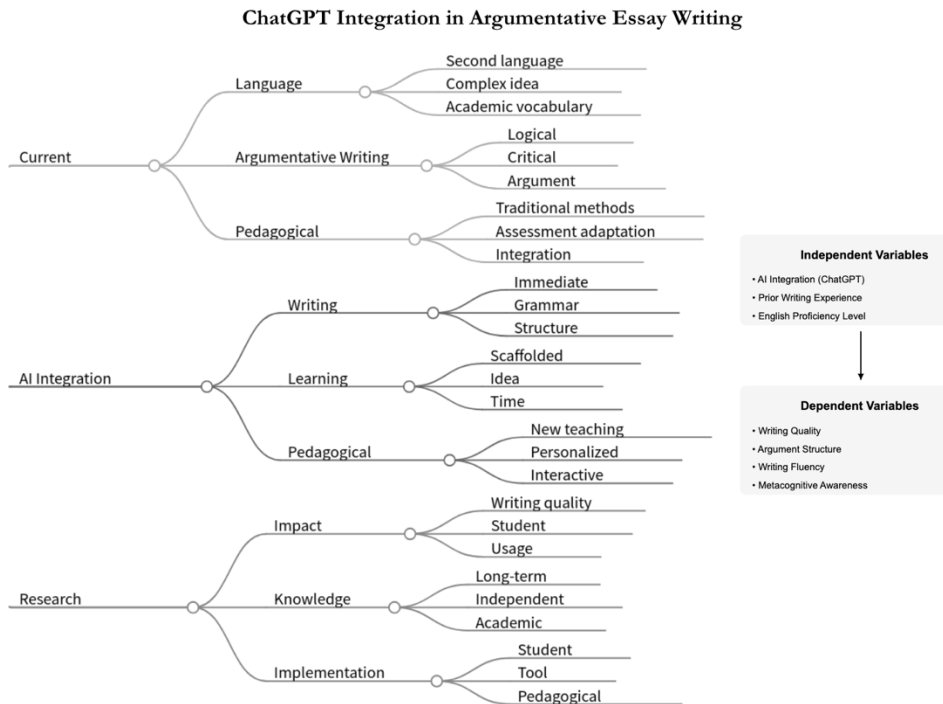 ChatGPT Integration in Argumentative Essay Writing
Current
Language
Second language
Complex idea
Academic vocabulary
Argumentative Writing
Logical
Critical
Argument
Pedagogical
Traditional methods
Assessment adaptation
Integration
AI Integration
Writing
Immediate
Grammar
Structure
Learning
Scaffolded
Idea
Time
Pedagogical
New teaching
Personalized
Interactive
Research
Impact
Writing quality
Student
Usage
Knowledge
Long-term
Independent
Academic
Implementation
Student
Tool
Pedagogical
Independent Variables
• AI Integration (ChatGPT)
• Prior Writing Experience
• English Proficiency Level
Dependent Variables
• Writing Quality
• Argument Structure
• Writing Fluency
• Metacognitive Awareness